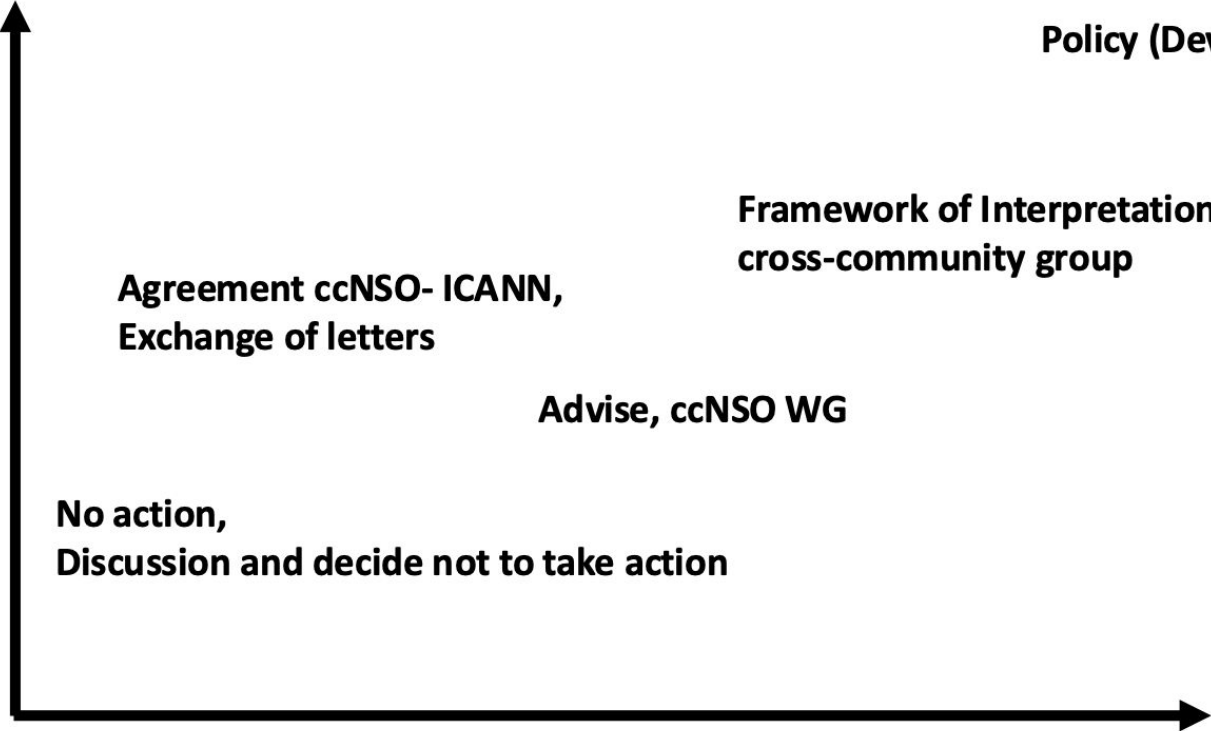 Policy (Dev
Framework of Interpretation
cross-community group
Agreement ccNSO- ICANN,
Exchange of letters
Advise, ccNSO WG
No action,
Discussion and decide not to take action